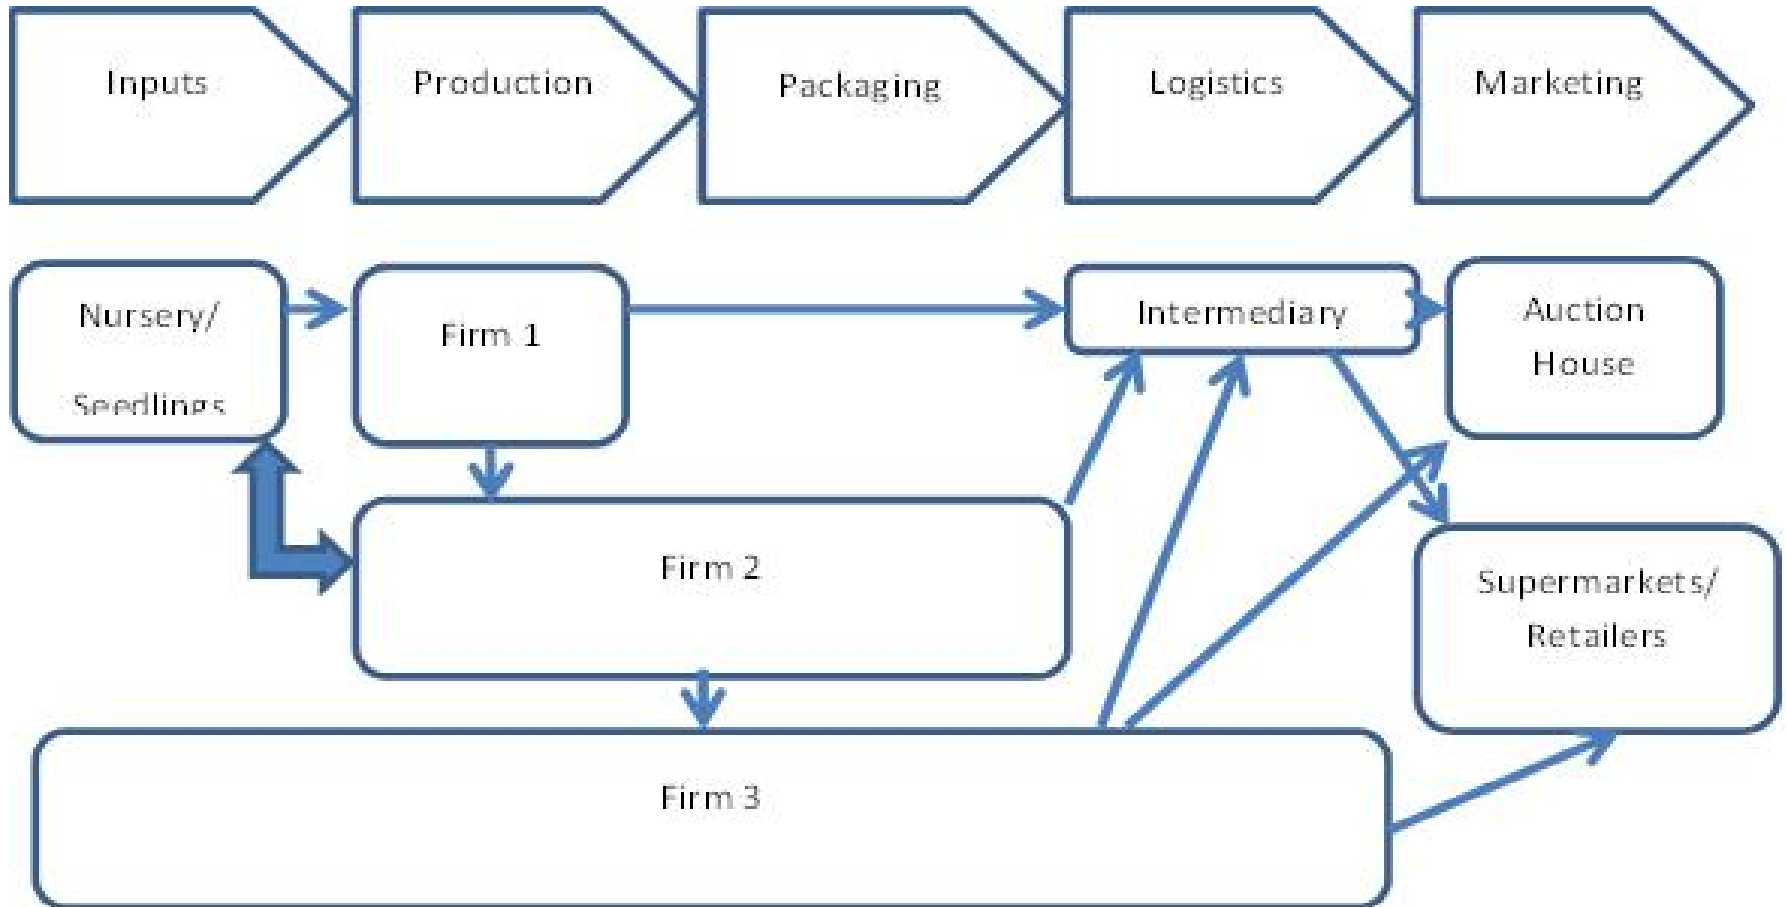 Inputs
Production
Packaging
Logistics
Marketing
Nursery/
Seedlings
Firm 1
Intermediary
Auction
House
Firm 2
Supermarkets/
Retailers
Firm 3